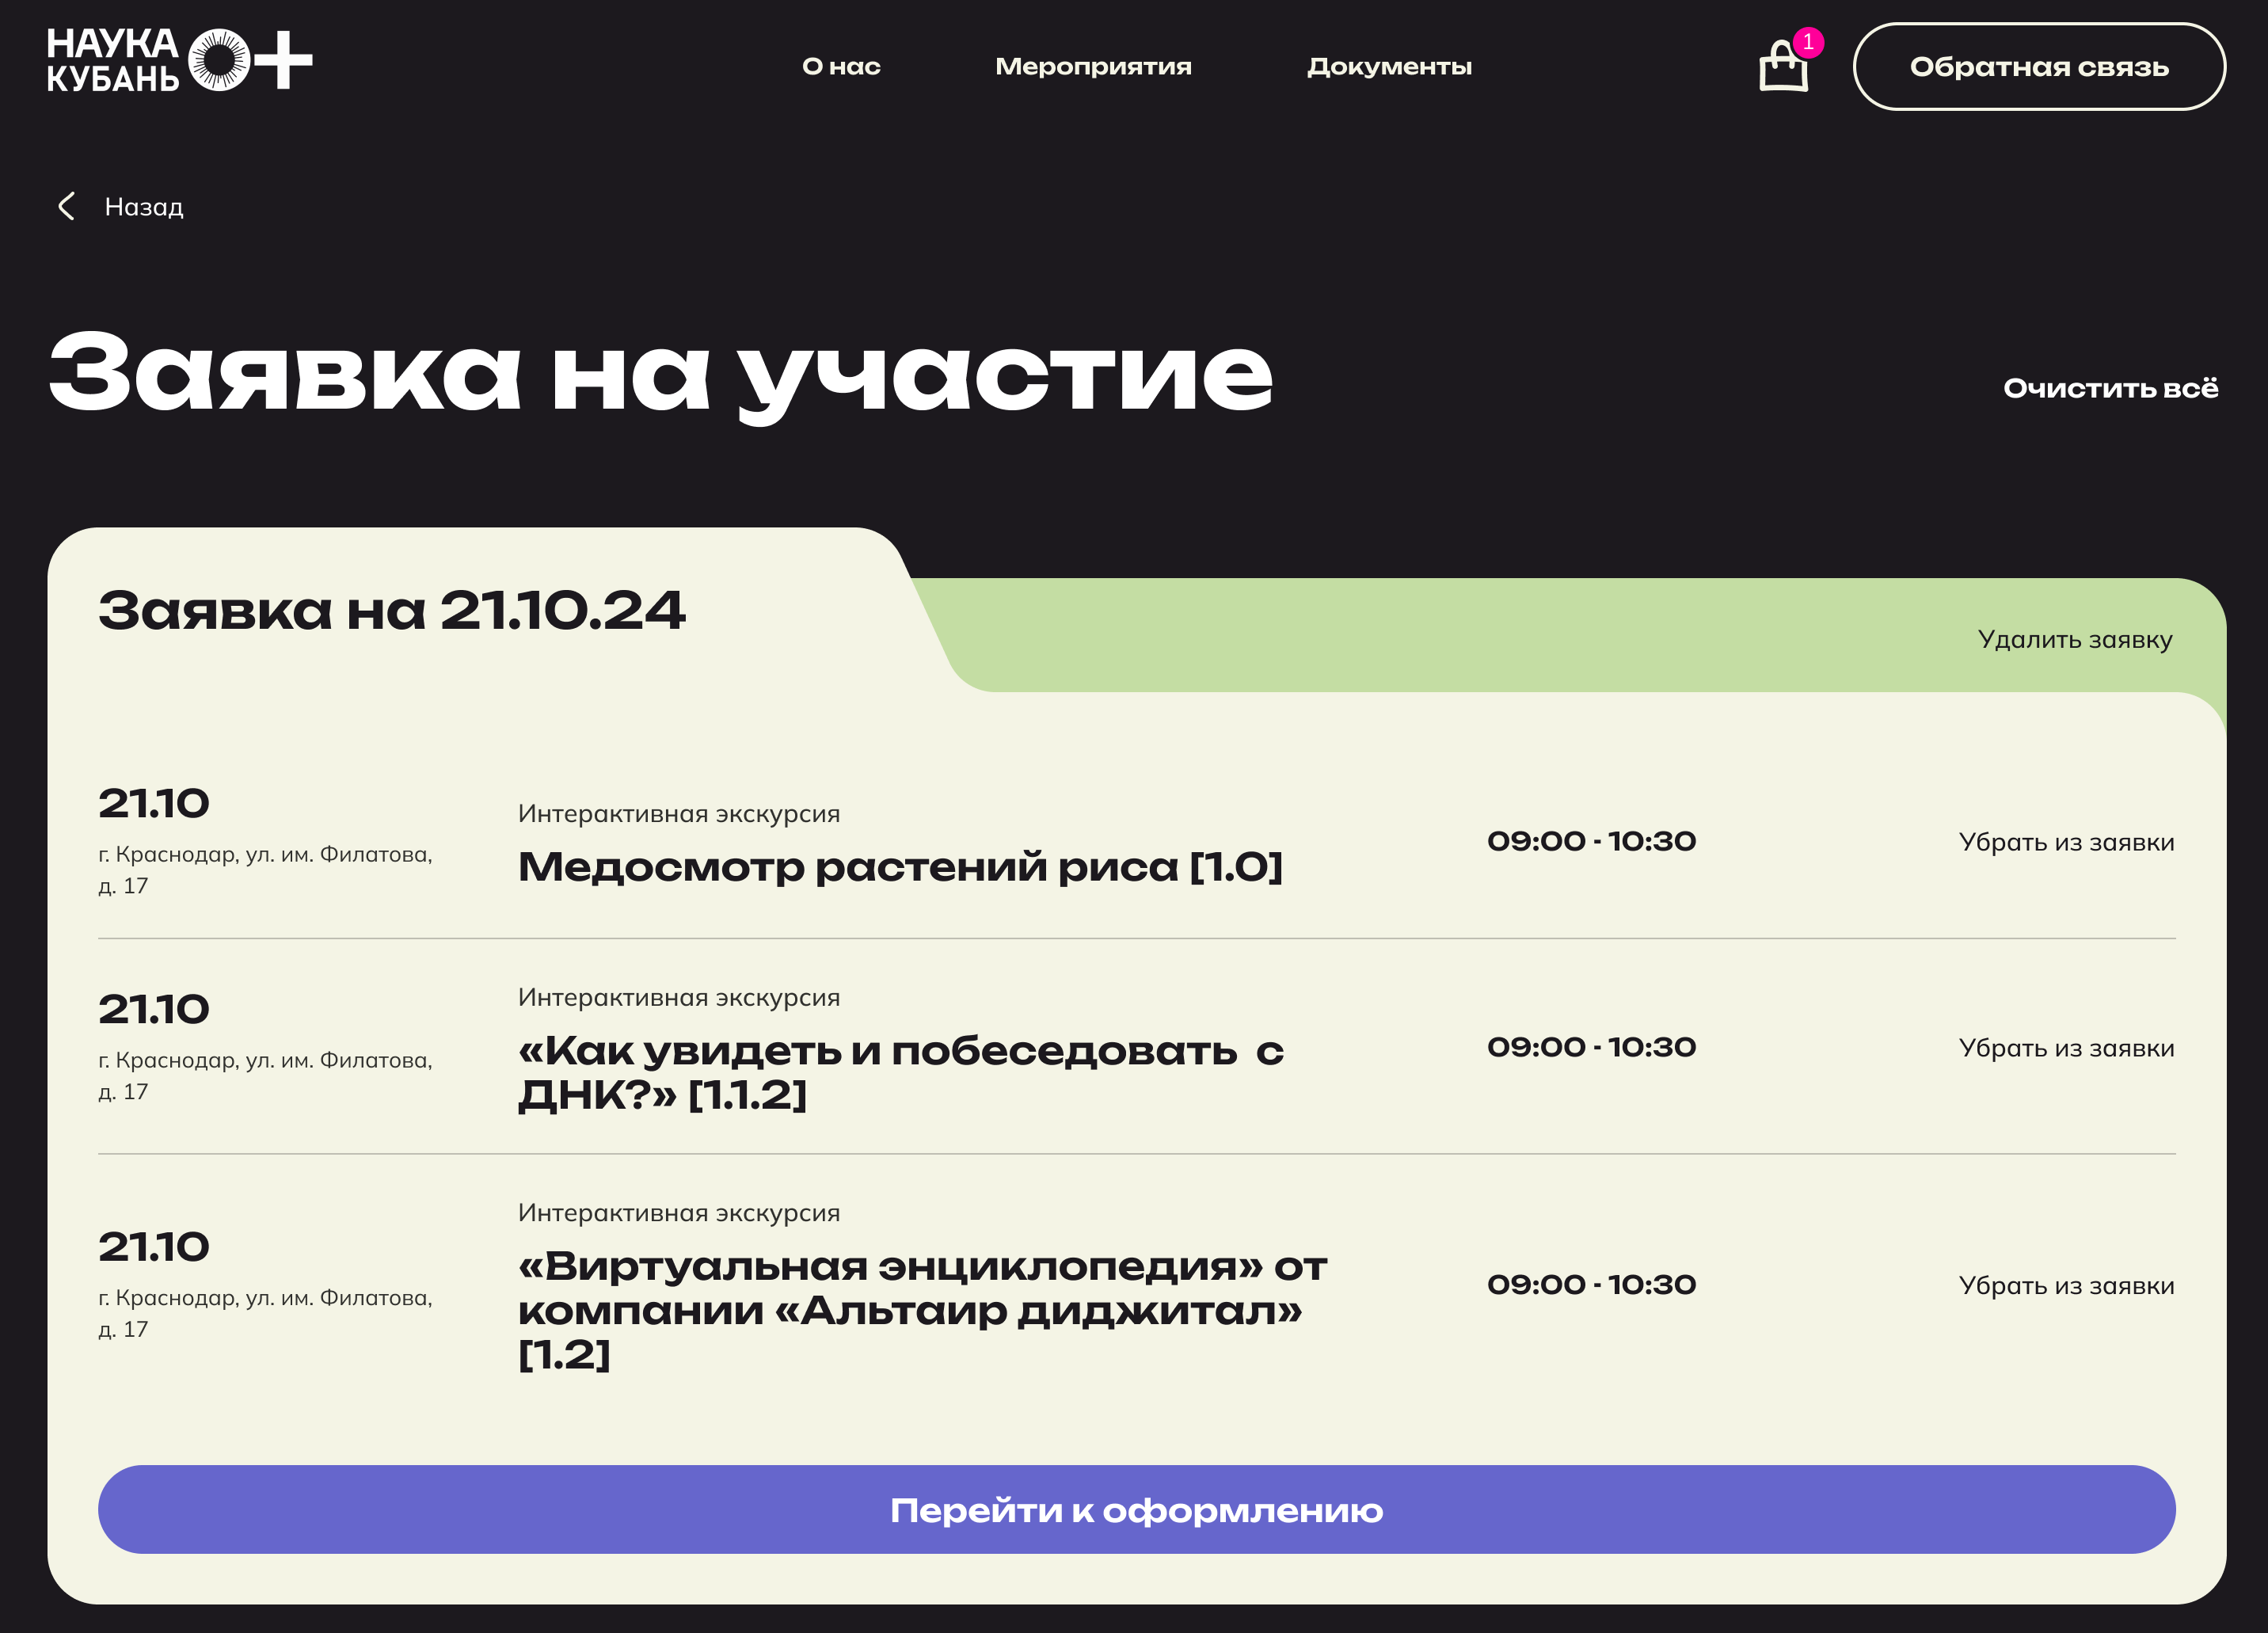 НАУКА 0+
КУБАНЬ
О нас
Мероприятия
Документы
1
Обратная связь
Назад
Заявка на участие
Очистить всё
Заявка на 21.10.24
Удалить заявку
21.10
г. Краснодар, ул. им. Филатова,
д. 17
Интерактивная экскурсия
Медосмотр растений риса [1.0]
09:00 - 10:30
Убрать из заявки
21.10
г. Краснодар, ул. им. Филатова,
д. 17
Интерактивная экскурсия
«Как увидеть и побеседовать  с
ДНК?» [1.1.2]
09:00 - 10:30
Убрать из заявки
21.10
г. Краснодар, ул. им. Филатова,
д. 17
Интерактивная экскурсия
«Виртуальная энциклопедия» от
компании «Альтаир диджитал»
[1.2]
09:00 - 10:30
Убрать из заявки
Перейти к оформлению